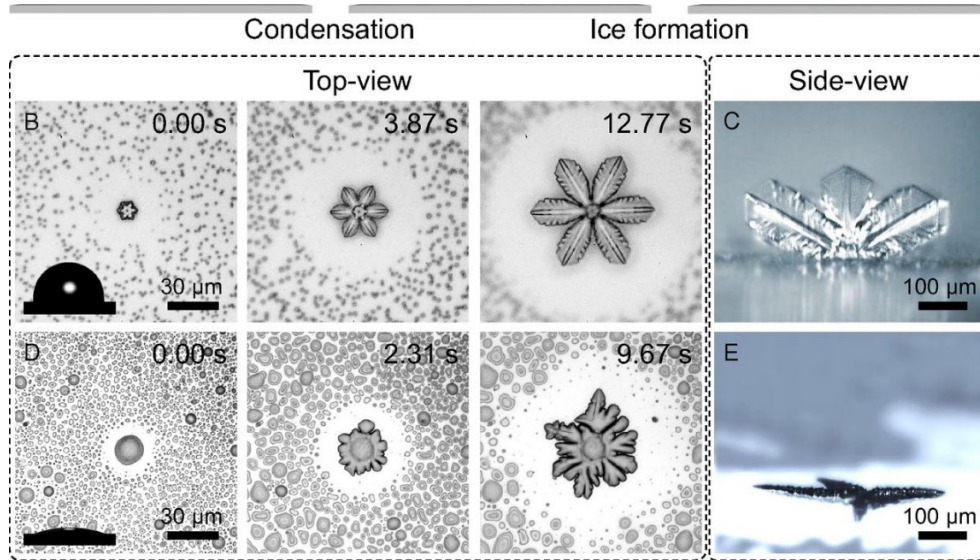 Condensation Ice formation
Top-view Side-view
B 0.00 s 3.87 s 12.77 s C
30 µm 100 µm
D 0.00 s 2.31 s 9.67 s E
30 µm 100 µm